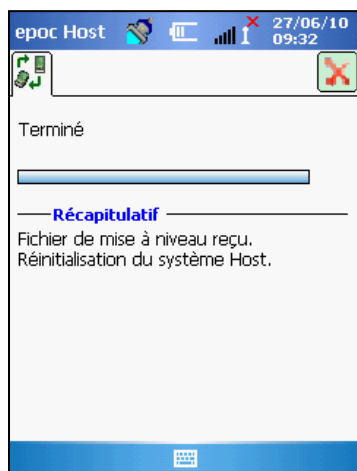 epoc Host
27/06/10
09:32
Terminé
Récapitulatif
Fichier de mise à niveau reçu.
Réinitialisation du système Host.